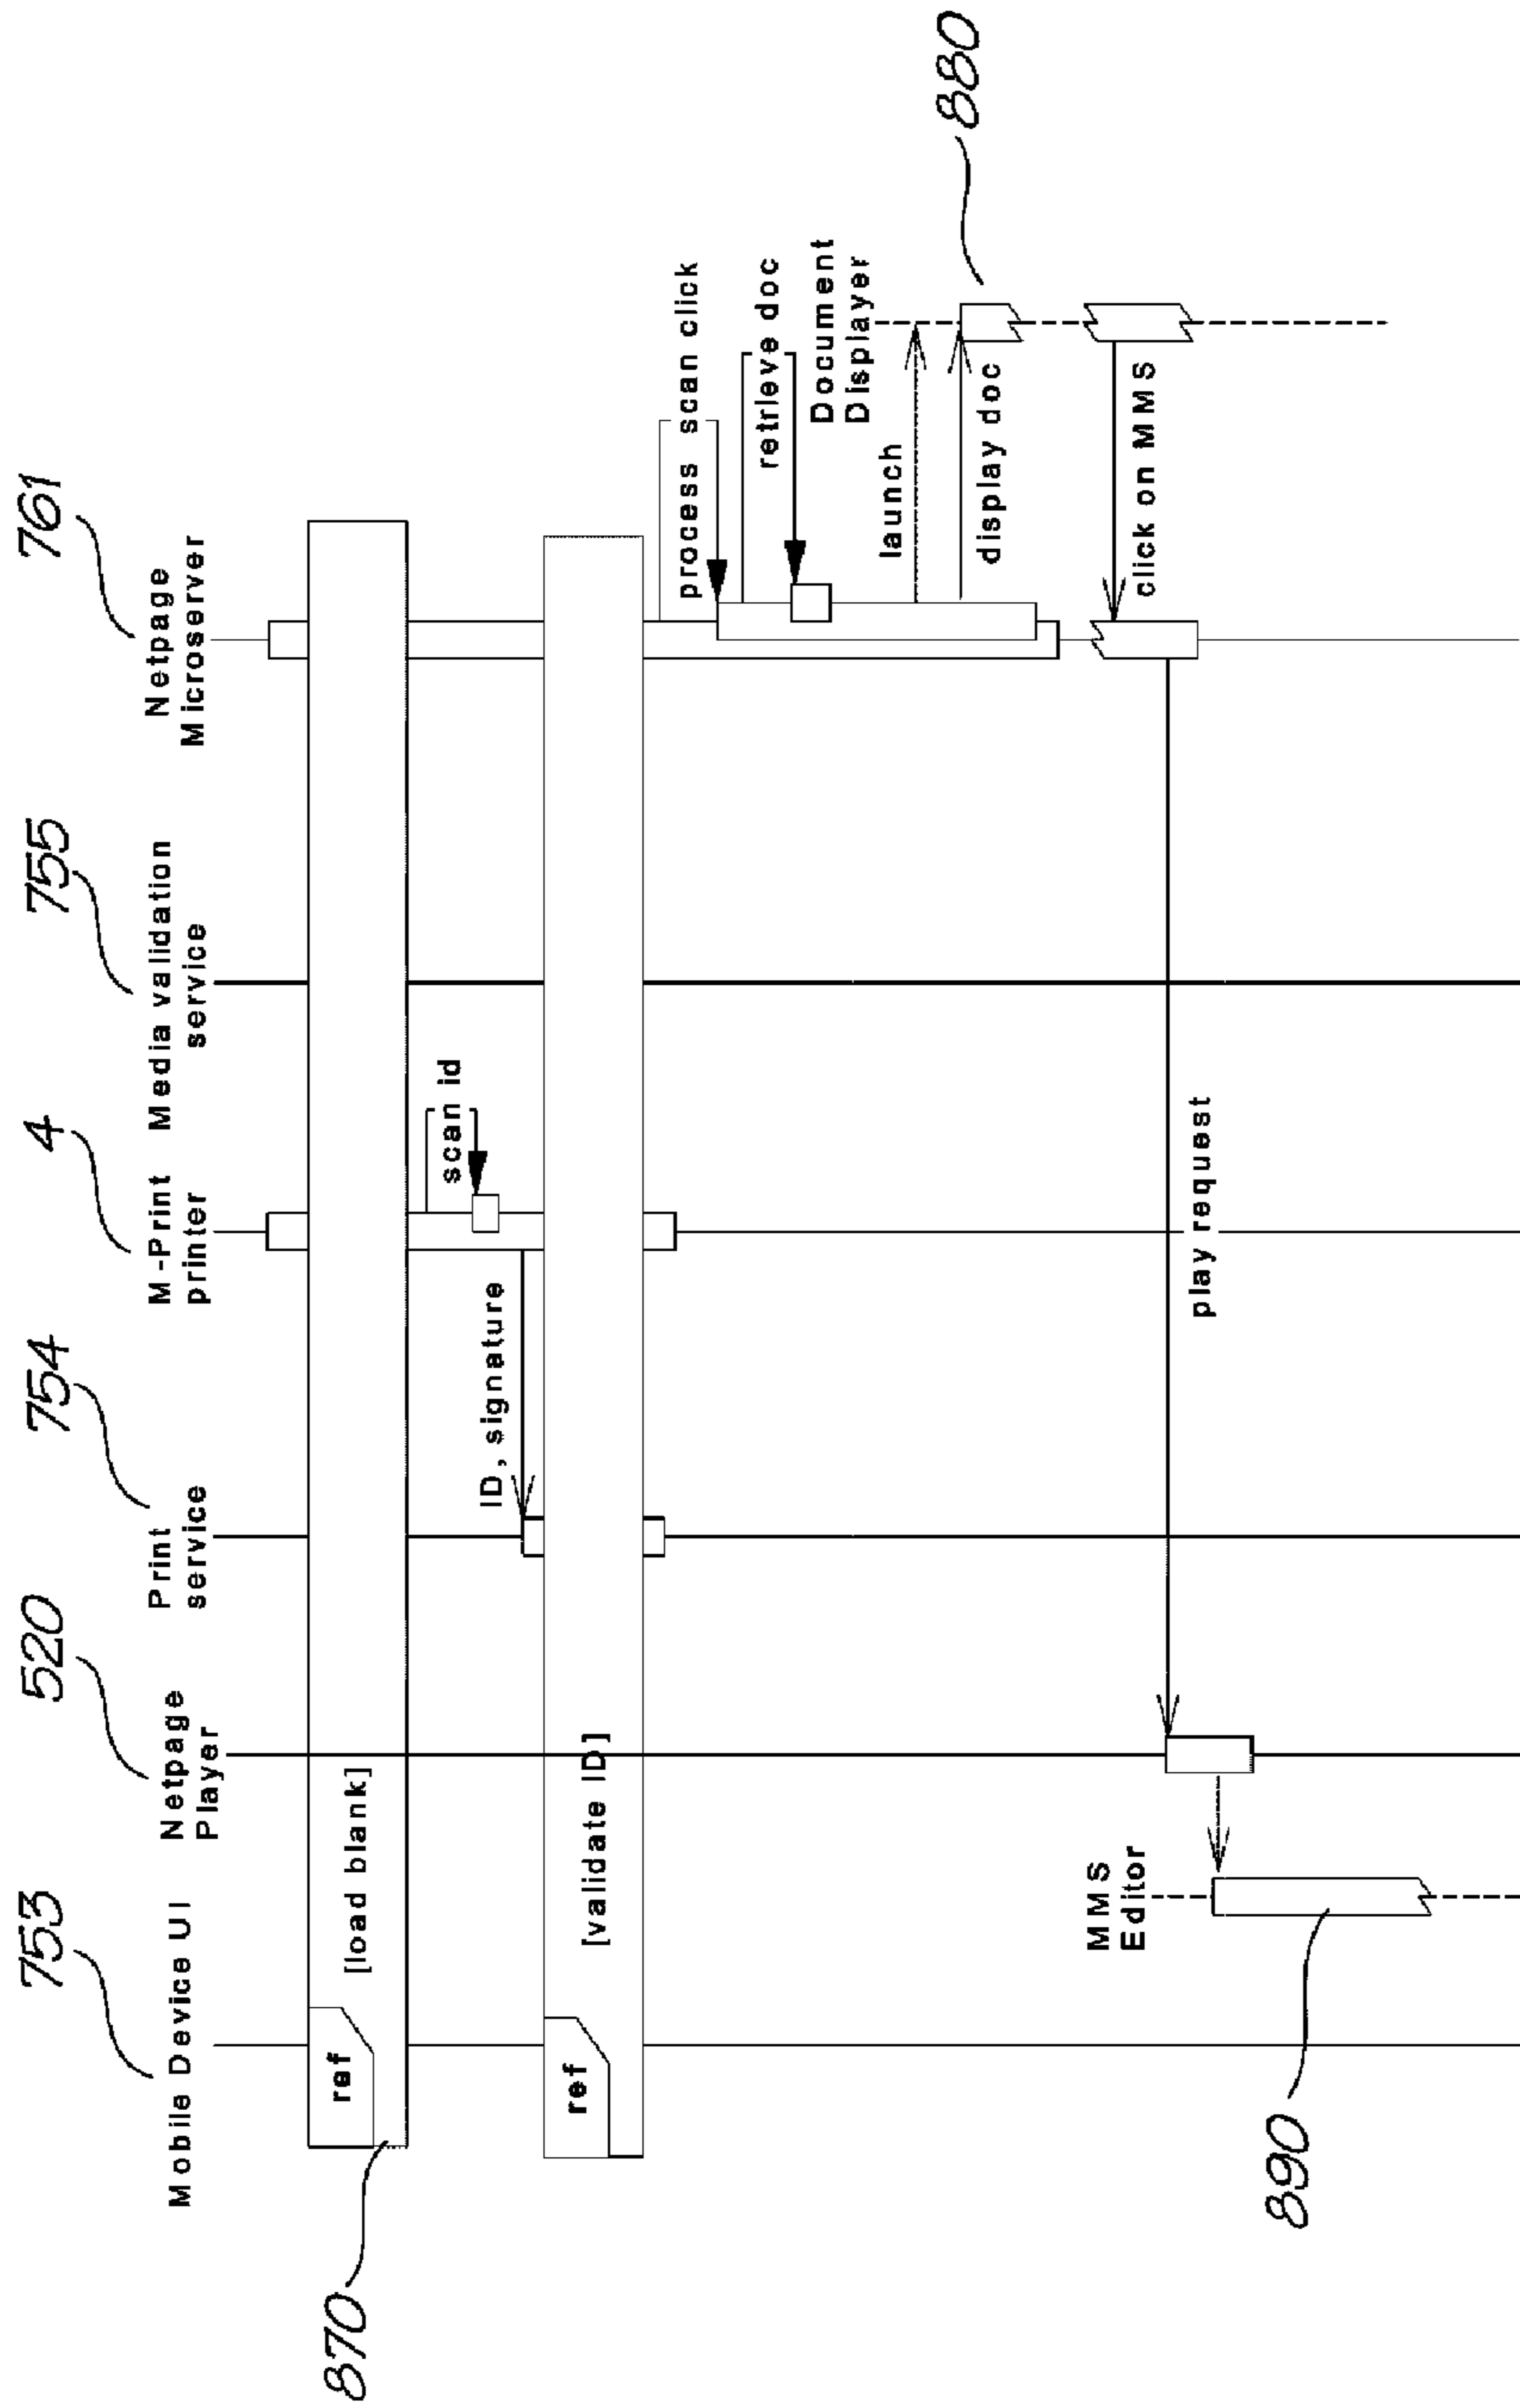 753
520
754
4
755
761
Mobile Device UI
Netpage
Player
Print
service
M-Print
printer
Media validation
service
Netpage
Microserver
870
ref
[load blank]
scan id
ID, signature
ref
[validate ID]
process scan click
retrieve doc
Document
Displayer
launch
display doc
880
MMS
Editor
click on MMS
play request
890